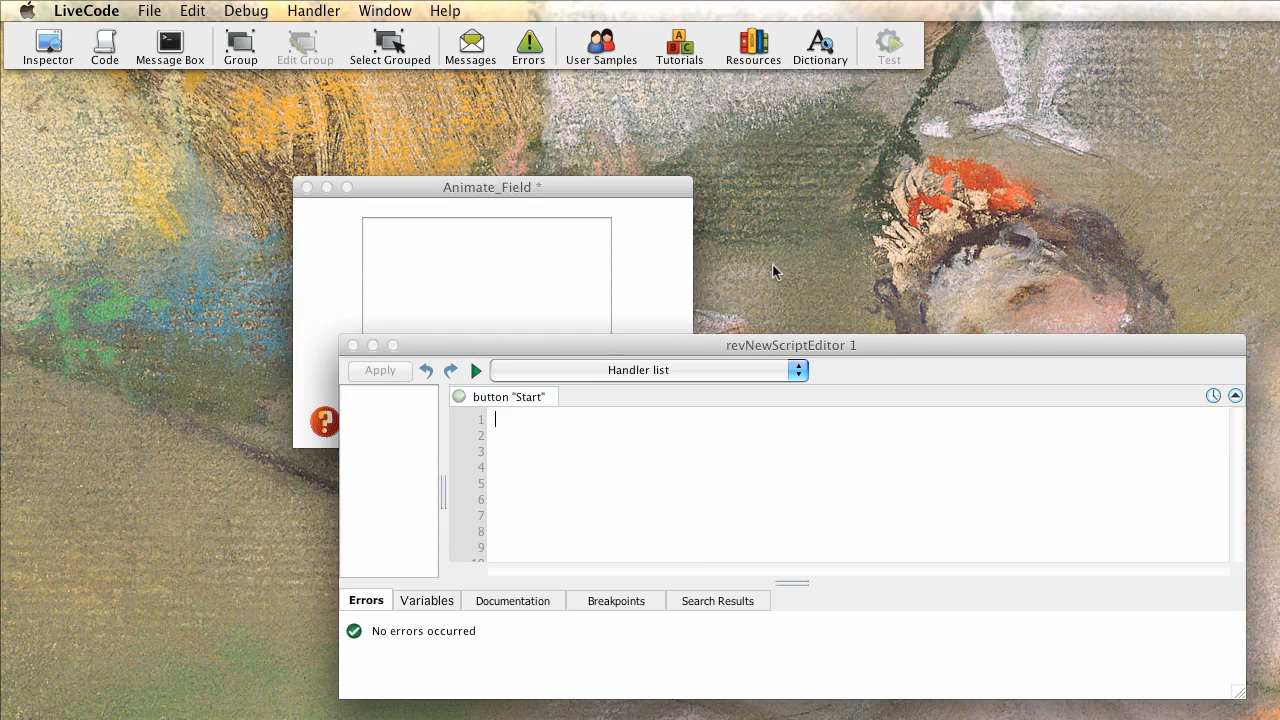 LiveCode File Edit Debug Handler Window Help
Inspector Code Message Box Group Edit Group Select Grouped Messages Errors User Samples Tutorials Resources Dictionary Test
Animate_Field *
revNewScriptEditor 1
Apply Handler list
button "Start"
1
2
3
4
5
6
7
8
9
Errors Variables Documentation Breakpoints Search Results
No errors occurred